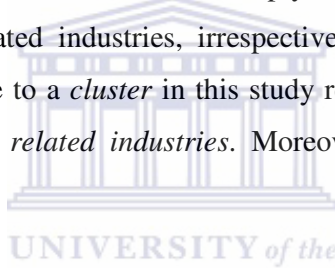 ated industries, irrespective
e to a cluster in this study r
related industries. Moreov
UNIVERSITY of the